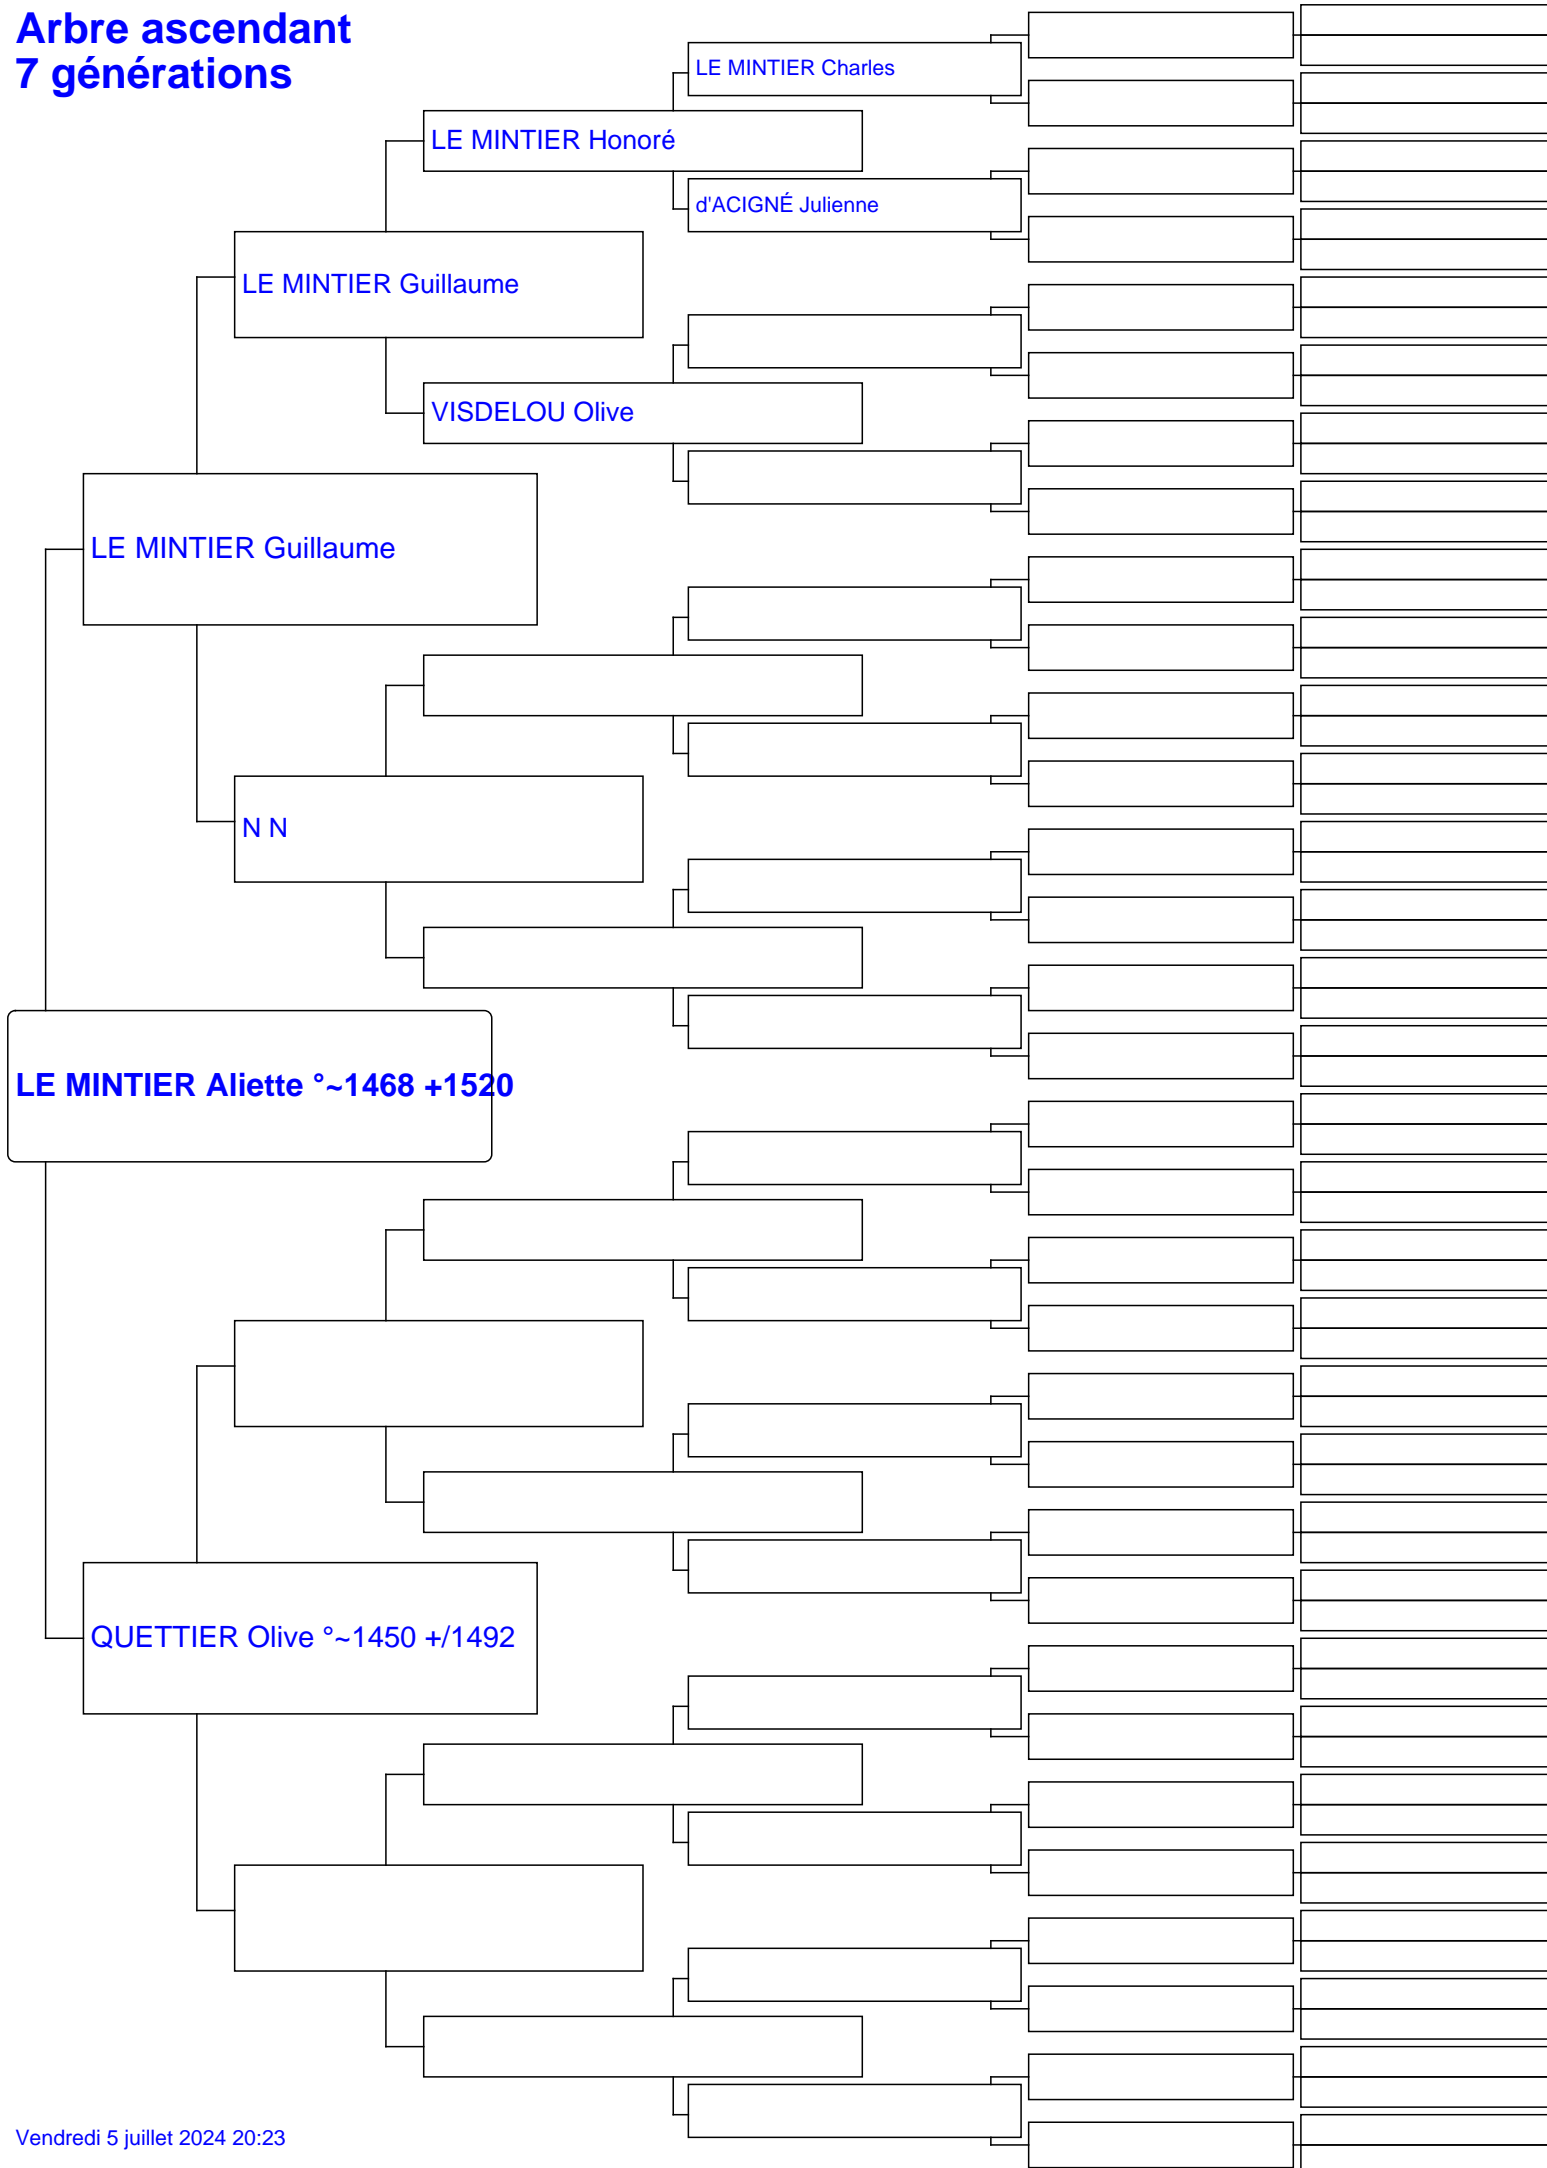 Arbre ascendant
7 générations
LE MINTIER Charles
LE MINTIER Honoré
d'ACIGNÉ Julienne
LE MINTIER Guillaume
VISDELOU Olive
LE MINTIER Guillaume
N N
LE MINTIER Aliette °~1468 +1520
QUETTIER Olive °~1450 +/1492
Vendredi 5 juillet 2024 20:23